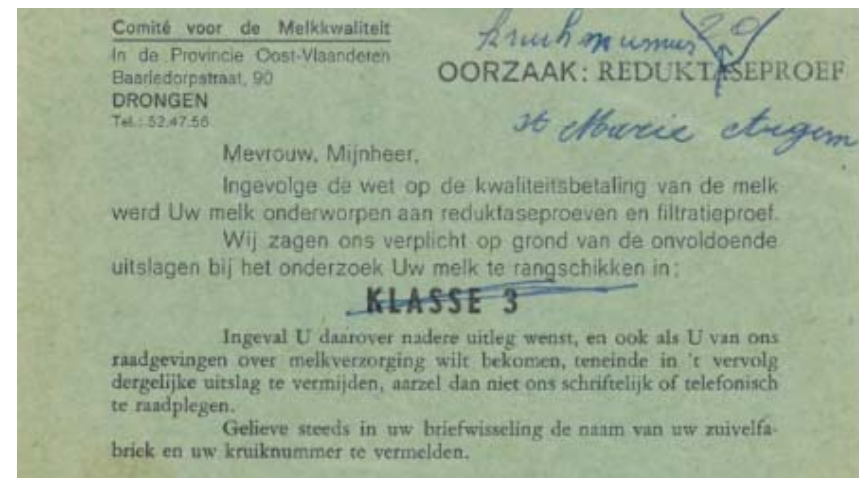 Comité voor de Melkkwaliteit
In de Provincie Oost-Vlaanderen
Baarledorpstraat, 90
DRONGEN
Tel.: 52.47.56
kruiknummer 20
OORZAAK: REDUKTASEPROEF
st Marie
Mevrouw, Mijnheer,
Ingevolge de wet op de kwaliteitsbetaling van de melk
werd Uw melk onderworpen aan reduktaseproeven en filtratieproef.
Wij zagen ons verplicht op grond van de onvoldoende
uitslagen bij het onderzoek Uw melk te rangschikken in:
KLASSE 3
Ingeval U daarover nadere uitleg wenst, en ook als U van ons
raadgevingen over melkverzorging wilt bekomen, teneinde in 't vervolg
dergelijke uitslag te vermijden, aarzel dan niet ons schriftelijk of telefonisch
te raadplegen.
Gelieve steeds in uw briefwisseling de naam van uw zuivelfa-
briek en uw kruiknummer te vermelden.